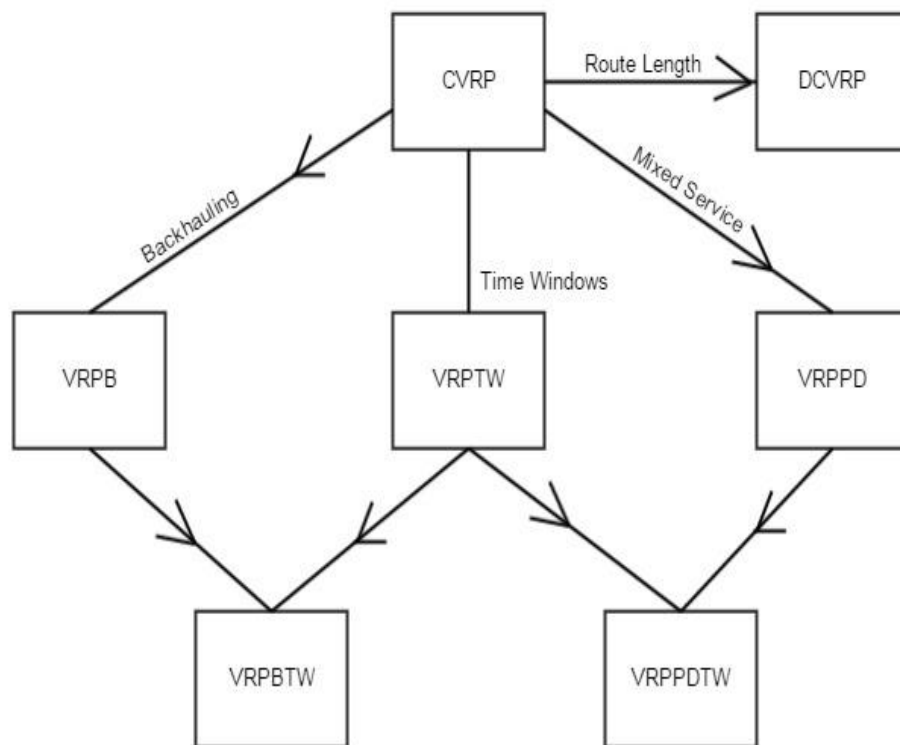 CVRP
Route Length
DCVRP
Mixed Service
Backhauling
Time Windows
VRPB
VRPTW
VRPPD
VRPBTW
VRPPDTW